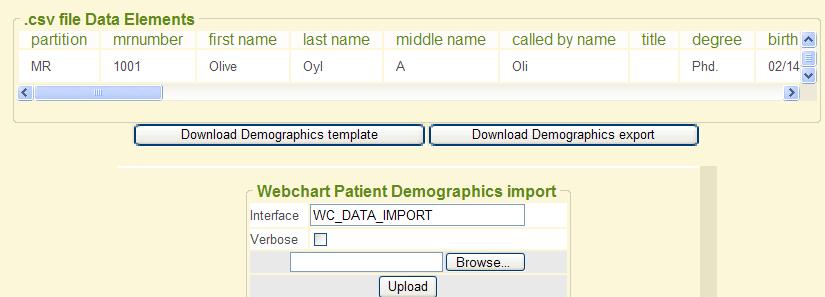 .csv file Data Elements
partition mrnumber first name last name middle name called by name title degree birth
MR 1001 Olive Oyl A Oli Phd. 02/14
Download Demographics template Download Demographics export
Webchart Patient Demographics import
Interface WC_DATA_IMPORT
Verbose
Browse...
Upload